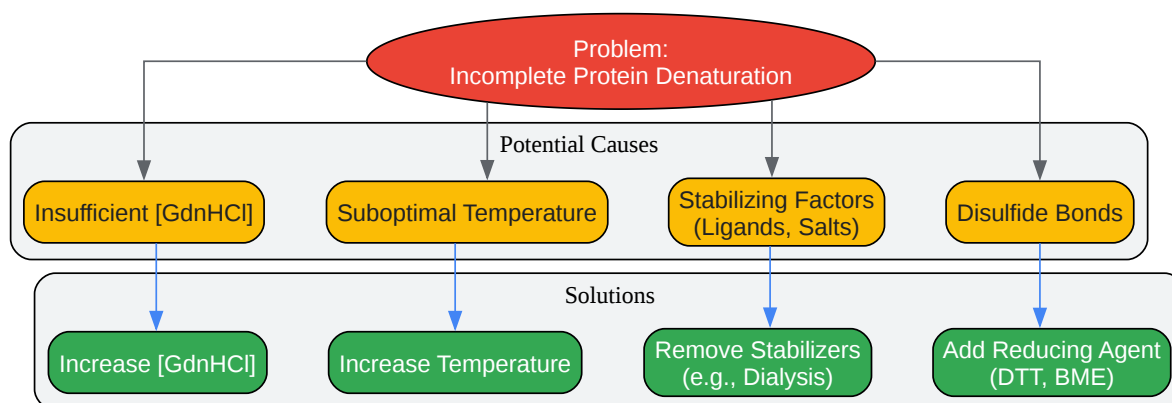 Problem:
Incomplete Protein Denaturation
Potential Causes
Insufficient [GdnHCl]
Suboptimal Temperature
Stabilizing Factors
(Ligands, Salts)
Disulfide Bonds
Solutions
Increase [GdnHCl]
Increase Temperature
Remove Stabilizers
(e.g., Dialysis)
Add Reducing Agent
(DTT, BME)